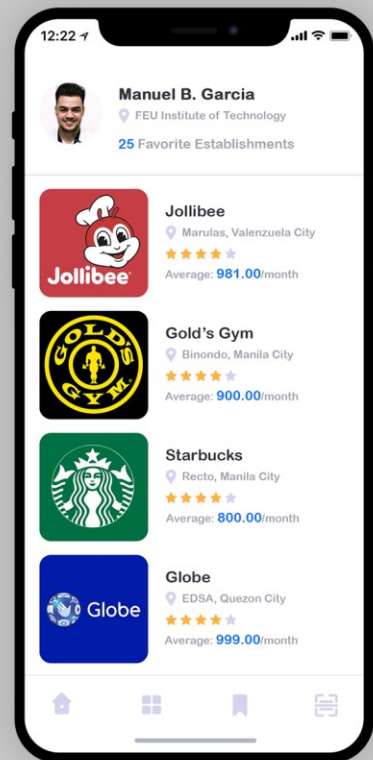 12:22
Manuel B. Garcia
FEU Institute of Technology
25 Favorite Establishments
Jollibee
Jollibee
Marulas, Valenzuela City
Average: 981.00/month
GOLD'S GYM
Gold's Gym
Binondo, Manila City
Average: 900.00/month
Starbucks
Recto, Manila City
Average: 800.00/month
Globe
Globe
EDSA, Quezon City
Average: 999.00/month